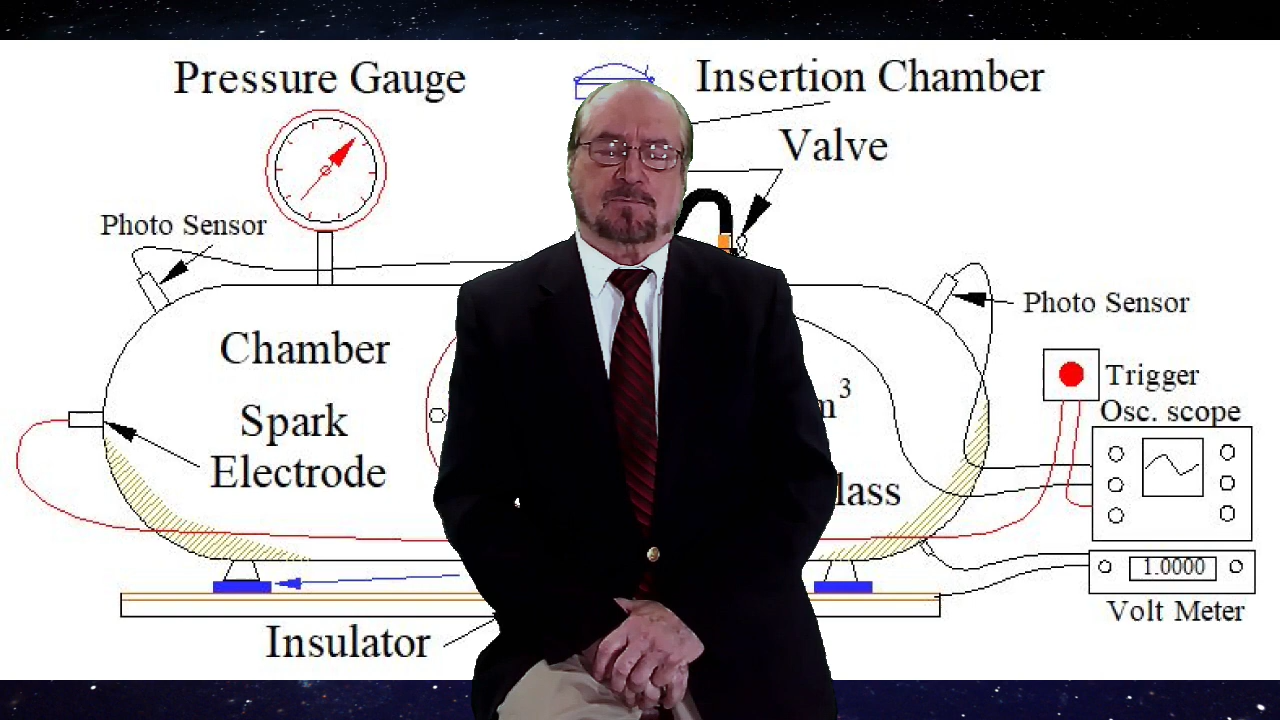 Pressure Gauge
Insertion Chamber
Valve
Photo Sensor
Photo Sensor
Chamber
Spark
Electrode
Trigger
Osc. scope
1.0000
Volt Meter
Insulator